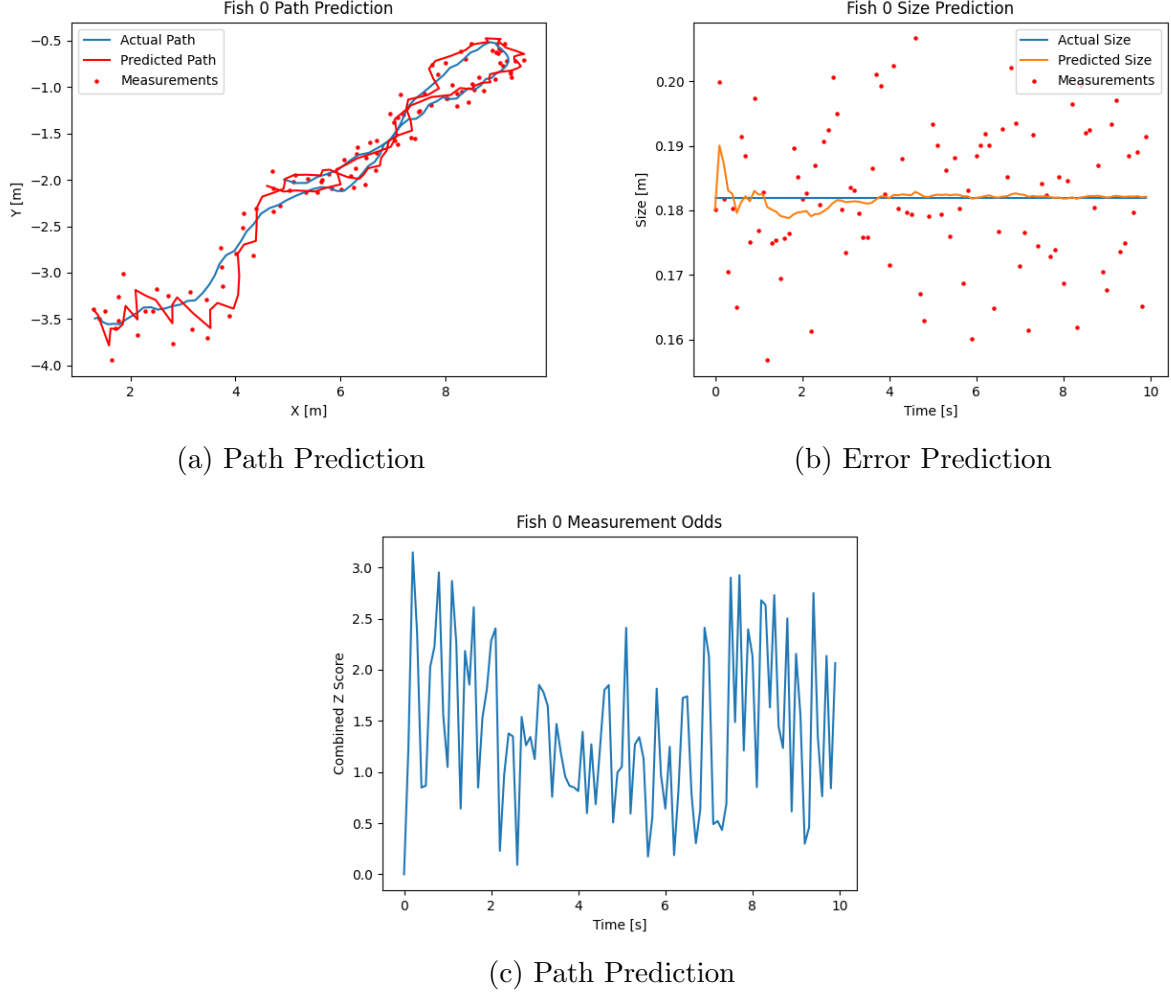 Fish 0 Path Prediction
Actual Path
Predicted Path
Measurements
−0.5
−1.0
−1.5
−2.0
−2.5
−3.0
−3.5
−4.0
Y [m]
2
4
6
8
X [m]
(a) Path Prediction
Fish 0 Size Prediction
Actual Size
Predicted Size
Measurements
0.20
0.19
0.18
0.17
0.16
Size [m]
0
2
4
6
8
10
Time [s]
(b) Error Prediction
Fish 0 Measurement Odds
3.0
2.5
2.0
1.5
1.0
0.5
0.0
Combined Z Score
0
2
4
6
8
10
Time [s]
(c) Path Prediction